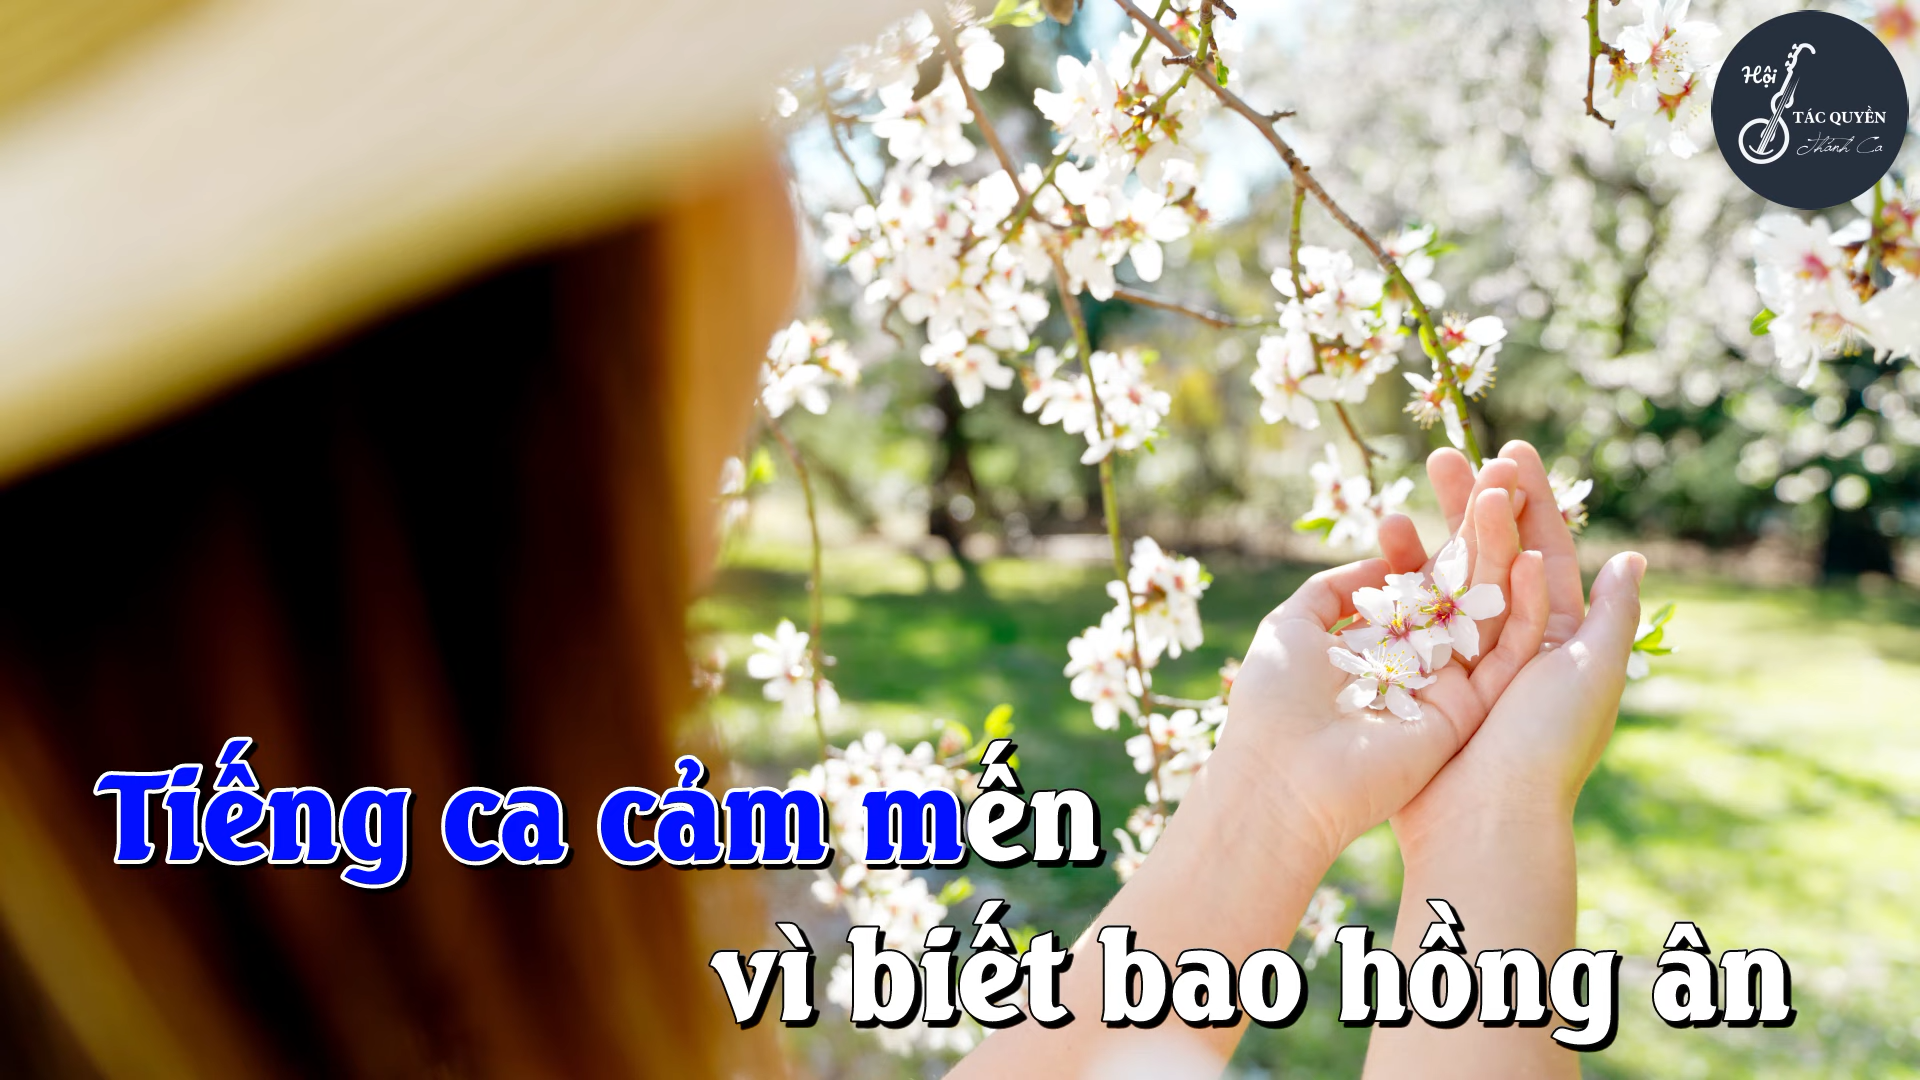 Hội
TÁC QUYỀN
Thánh Ca
Tiếng ca cảm mến
vì biết bao hồng ân